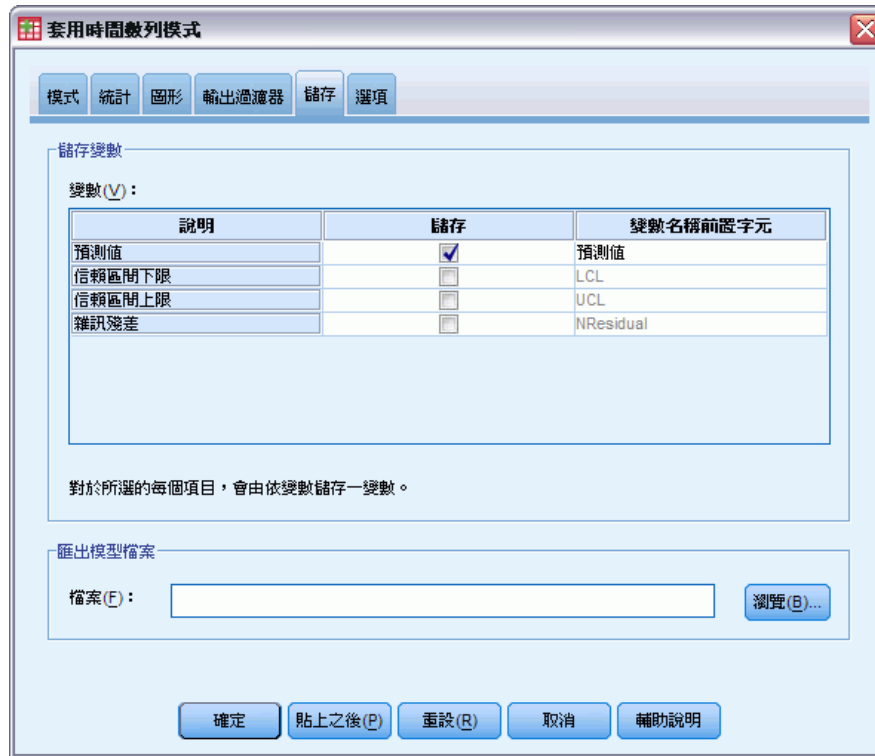 套用時間數列模式
模式 統計 圖形 輸出過濾器 儲存 選項
儲存變數
變數(V)：
說明 儲存 變數名稱前置字元
預測值 預測值
信賴區間下限 LCL
信賴區間上限 UCL
雜訊殘差 NResidual
對於所選的每個項目，會由依變數儲存一變數。
匯出模型檔案
檔案(F)： 瀏覽(B)...
確定 貼上之後(P) 重設(R) 取消 輔助說明